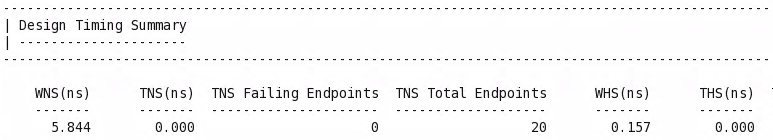 ---------------------------------------------------------------------------------------------
| Design Timing Summary
| ---------------------
---------------------------------------------------------------------------------------------
WNS(ns)      TNS(ns)  TNS Failing Endpoints  TNS Total Endpoints      WHS(ns)      THS(ns)
-------      -------  ---------------------  -------------------      -------      -------
5.844        0.000                      0                   20        0.157        0.000